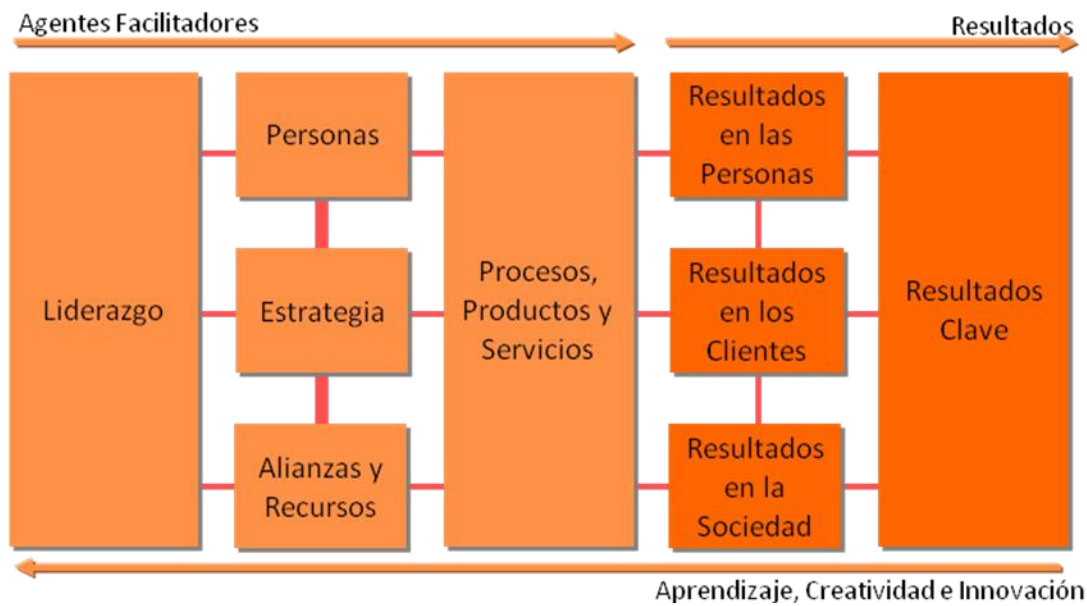 Agentes Facilitadores
Resultados
Liderazgo
Personas
Estrategia
Alianzas y
Recursos
Procesos,
Productos y
Servicios
Resultados
en las
Personas
Resultados
en los
Clientes
Resultados
en la
Sociedad
Resultados
Clave
Aprendizaje, Creatividad e Innovación